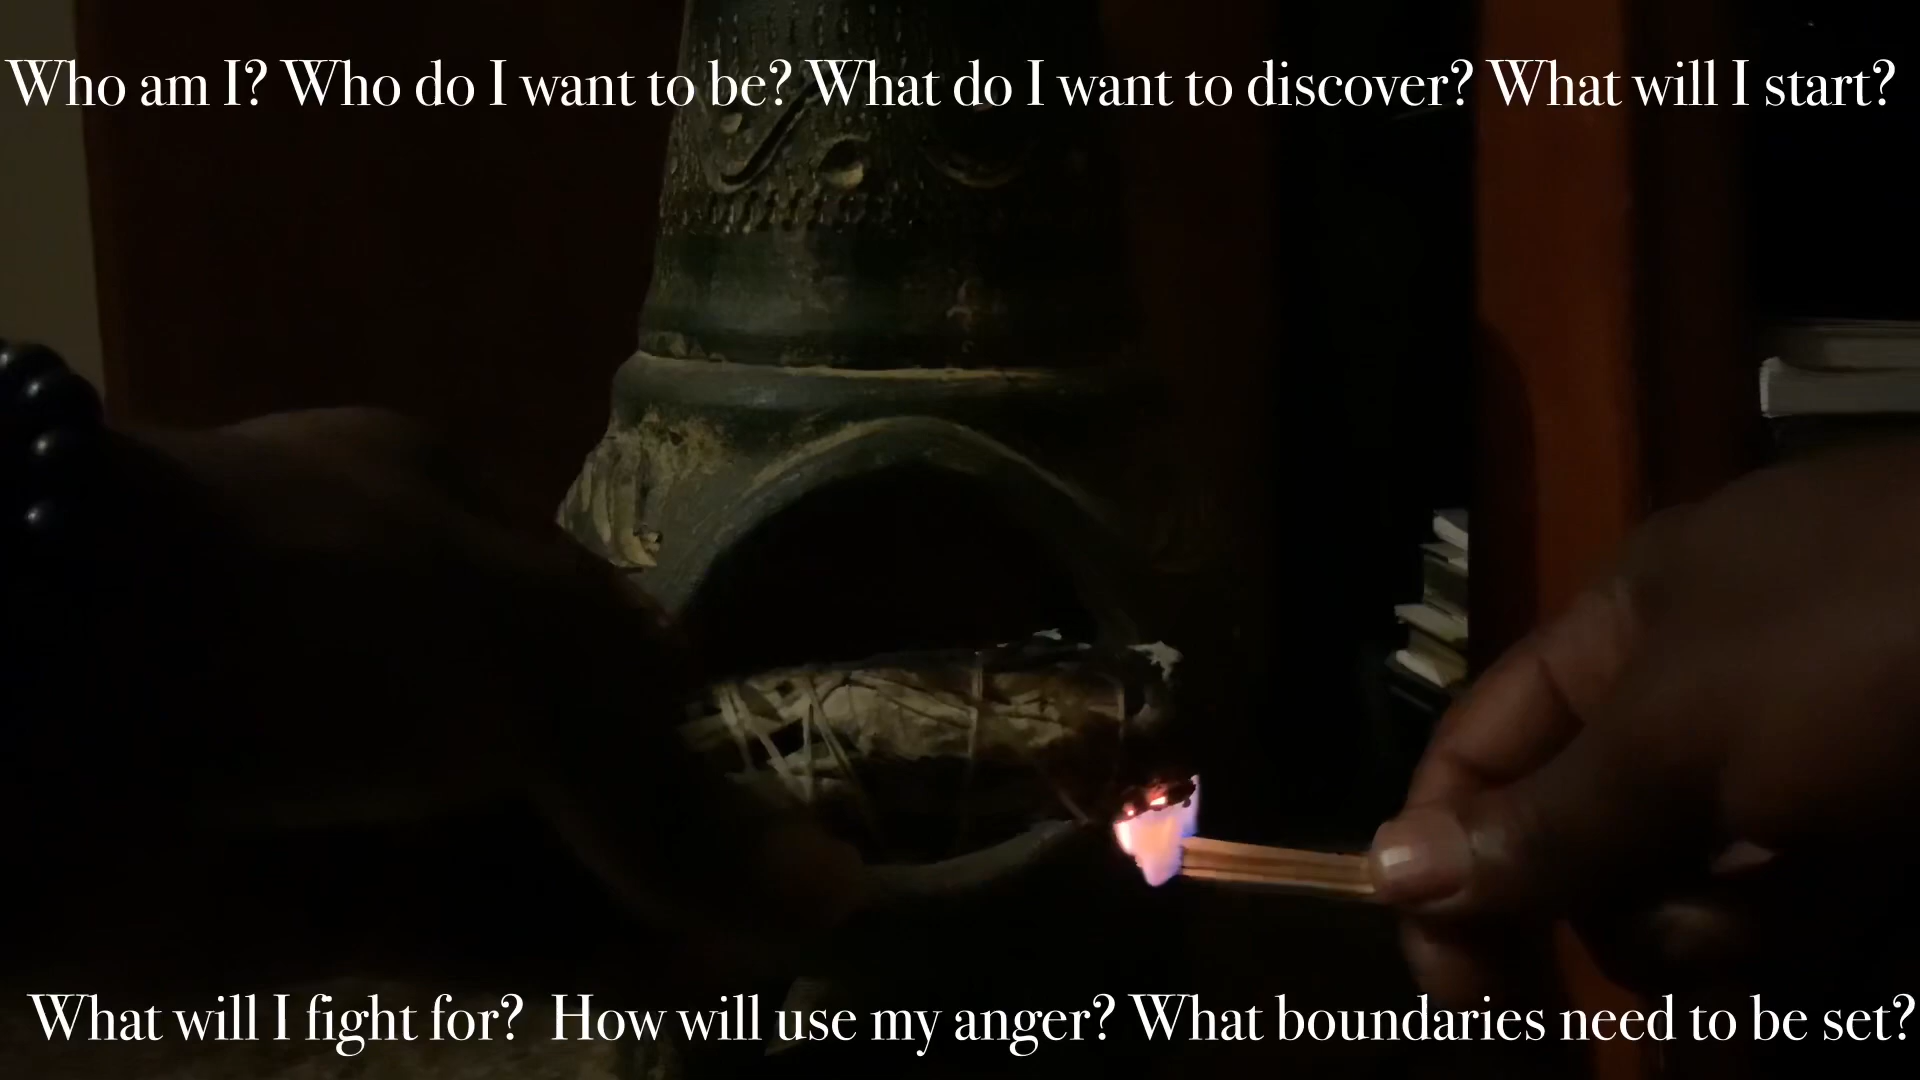 Who am I? Who do I want to be? What do I want to discover? What will I start?
What will I fight for?  How will use my anger? What boundaries need to be set?